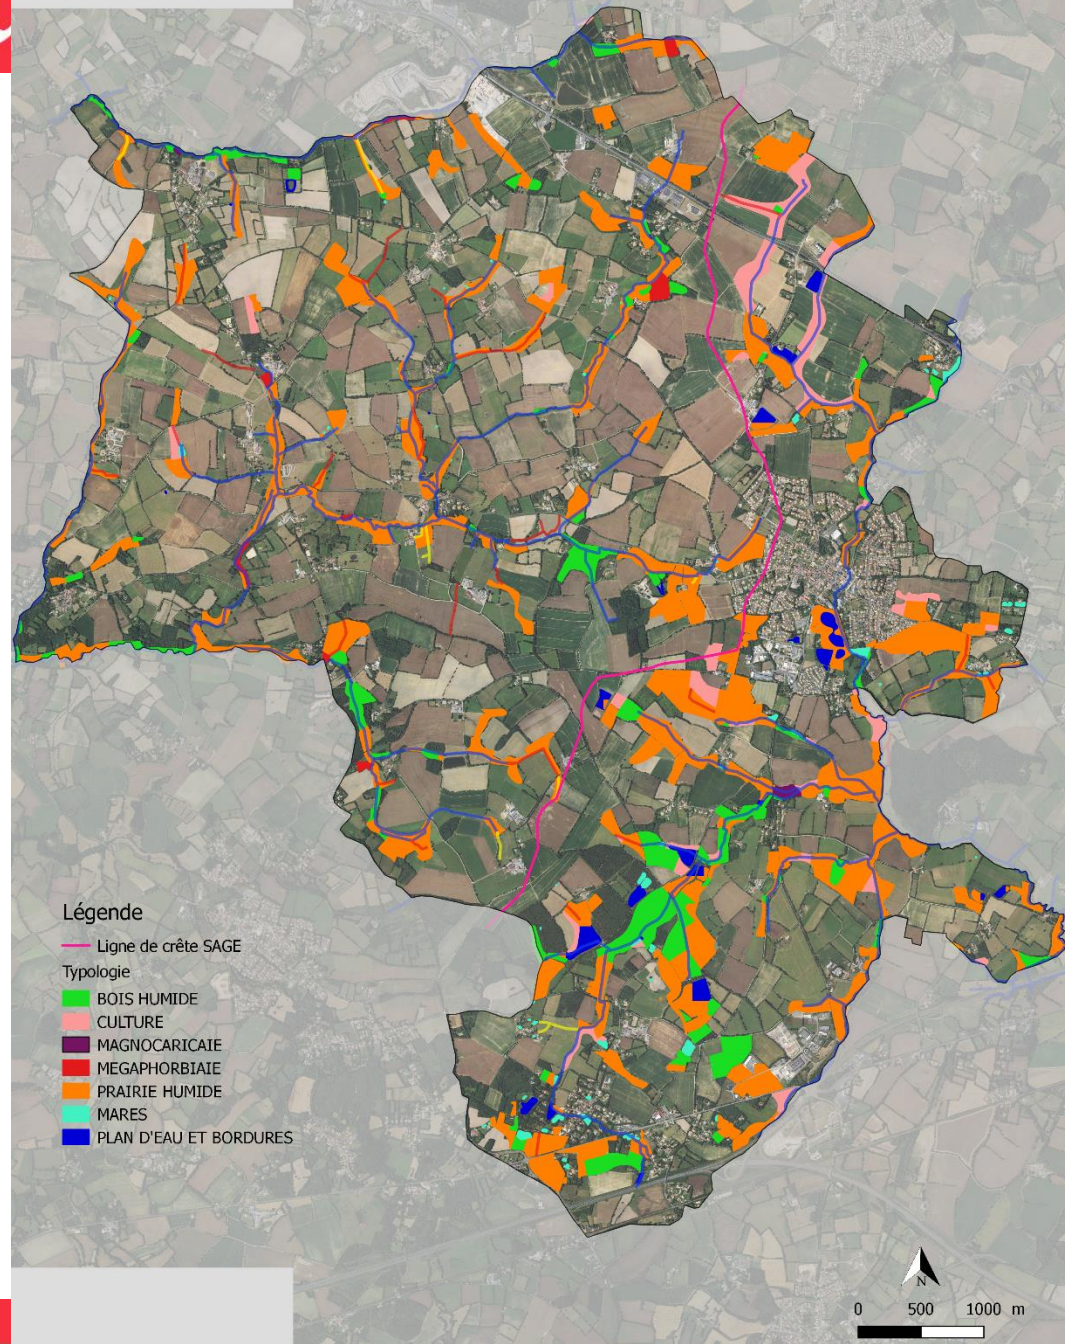 Légende
Ligne de crête SAGE
Typologie
BOIS HUMIDE
CULTURE
MAGNOCARICAIE
MEGAPHORBIAIE
PRAIRIE HUMIDE
MARES
PLAN D'EAU ET BORDURES
N
0 500 1000 m